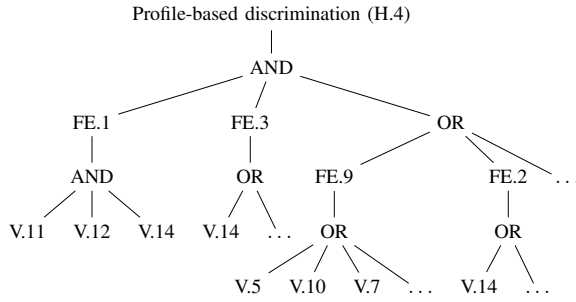 Profile-based discrimination (H.4)
AND
FE.1 FE.3 OR
AND OR FE.9 FE.2 ...
V.11 V.12 V.14 V.14 ... OR OR
V.5 V.10 V.7 ... V.14 ...